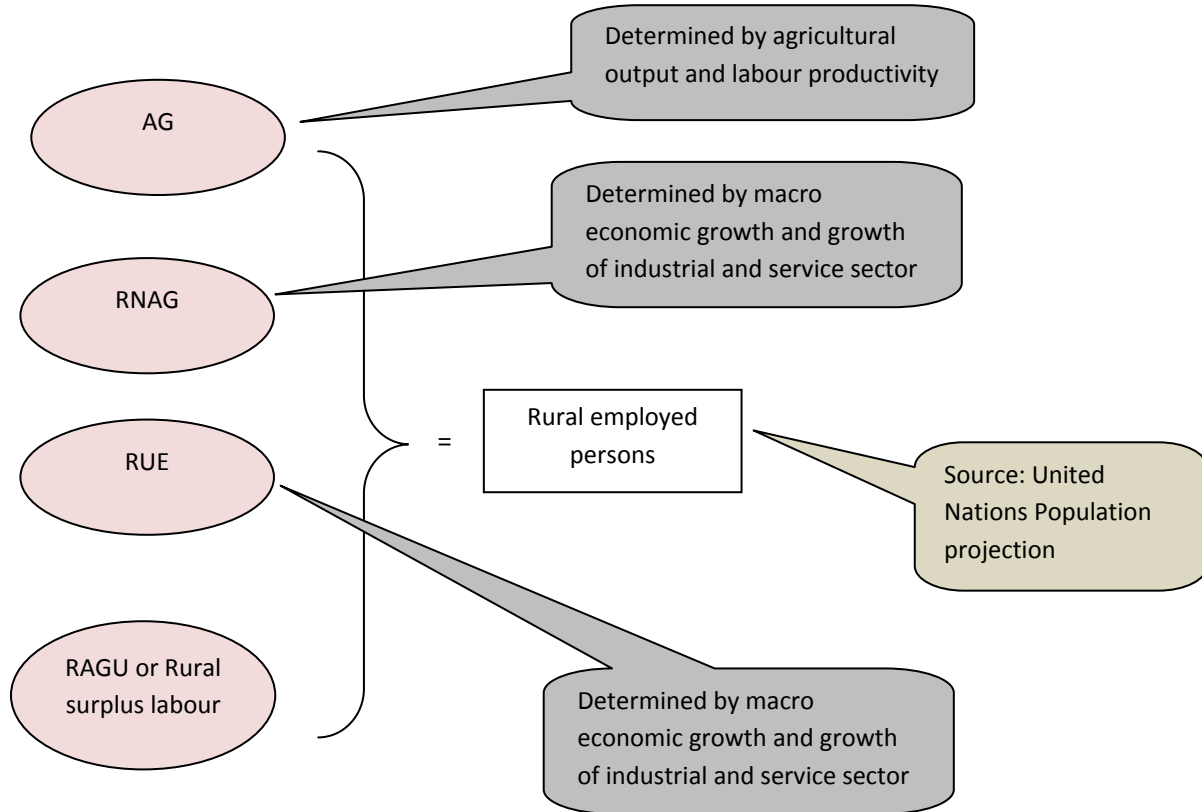 Determined by agricultural
output and labour productivity
AG
Determined by macro
economic growth and growth
of industrial and service sector
RNAG
RUE
=
Rural employed
persons
Source: United
Nations Population
projection
RAGU or Rural
surplus labour
Determined by macro
economic growth and growth
of industrial and service sector